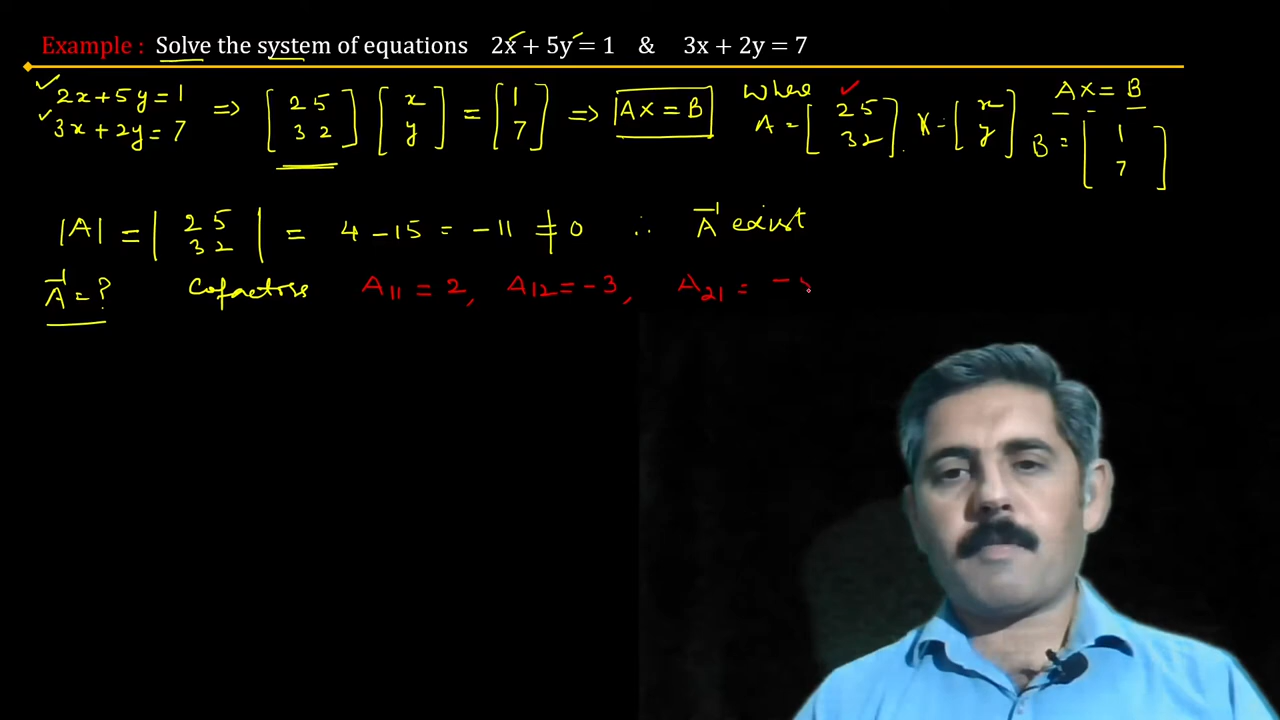 Example : Solve the system of equations 2x + 5y = 1 & 3x + 2y = 7
2x + 5y = 1
3x + 2y = 7
⇒ [2 5 3 2] [x y] = [1 7] ⇒ AX = B
where A = [2 5 3 2], X = [x y]
AX = B
B = [1 7]
|A| = |2 5 3 2| = 4 - 15 = -11 ≠ 0 ∴ A⁻¹ exist
A⁻¹ = ? Cofactors A₁₁ = 2, A₁₂ = -3, A₂₁ = -